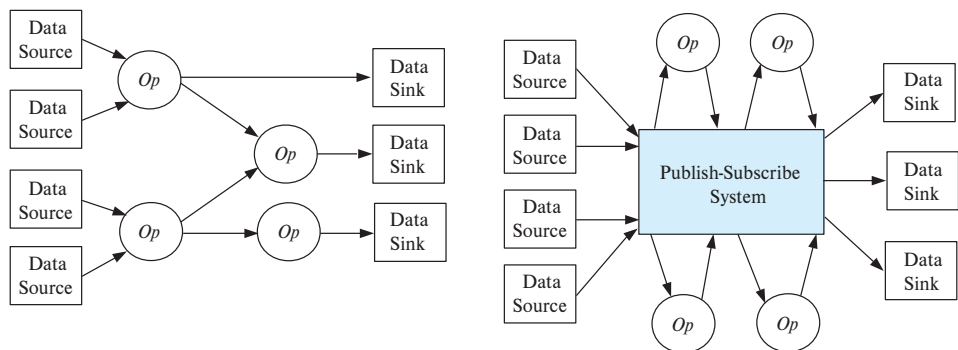 Data
Source
Data
Source
Data
Source
Data
Source
Op
Op
Op
Op
Data
Sink
Data
Sink
Data
Sink
Data
Source
Data
Source
Data
Source
Data
Source
Op
Op
Publish-Subscribe
System
Op
Op
Data
Sink
Data
Sink
Data
Sink